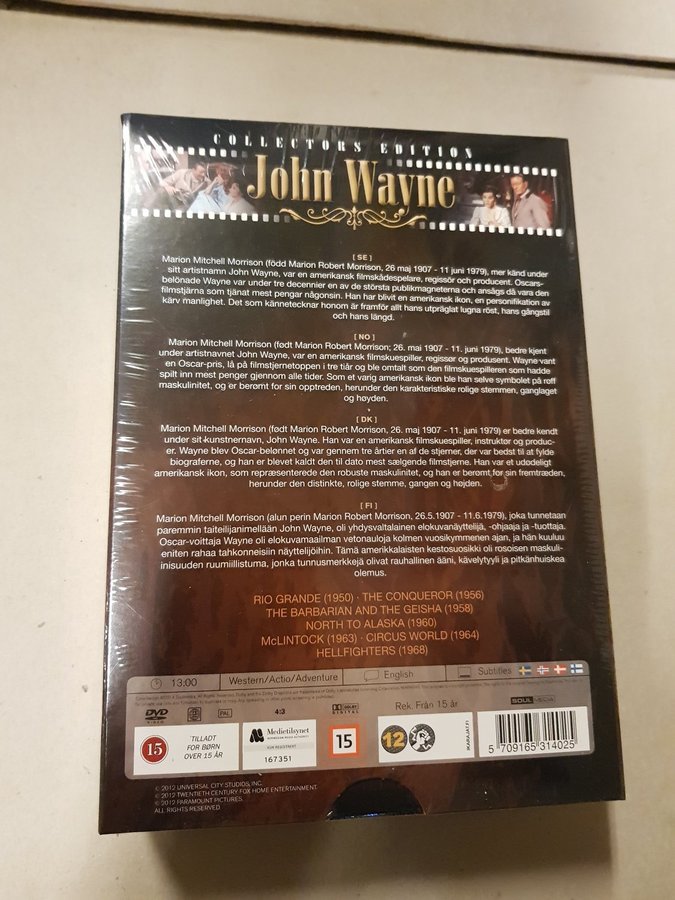 COLLECTORS EDITION
John Wayne
[ SE ]
Marion Mitchell Morrison (född Marion Robert Morrison, 26 maj 1907 - 11 juni 1979), mer känd under
sitt artistnamn John Wayne, var en amerikansk filmskådespelare, regissör och producent. Oscars-
belönade Wayne var under tre decennier en av de största publikmagneterna och ansågs då vara den
filmstjärna som tjänat mest pengar någonsin. Han har blivit en amerikansk ikon, en personifikation av
kärv manlighet. Det som kännetecknar honom är framför allt hans utpräglat lugna röst, hans gångstil
och hans längd.
[ NO ]
Marion Mitchell Morrison (født Marion Robert Morrison; 26. mai 1907 - 11. juni 1979), bedre kjent
under artistnavnet John Wayne, var en amerikansk filmskuespiller, regissor og produsent. Wayne vant
en Oscar-pris, lå på filmstjernetoppen i tre tiår og ble omtalt som den filmskuespilleren som hadde
spilt inn mest penger gjennom alle tider. Som et varig amerikansk ikon ble han selve symbolet på røff
maskulinitet, og er berømt for sin opptreden, herunder den karakteristiske rolige stemmen, ganglaget
og høyden.
[ DK ]
Marion Mitchell Morrison (født Marion Robert Morrison, 26. maj 1907 - 11. juni 1979) er bedre kendt
under sit kunstnernavn, John Wayne. Han var en amerikansk filmskuespiller, instruktor og produc-
er. Wayne blev Oscar-belønnet og var gennem tre årtier en af de stjerner, der var bedst til at fylde
biograferne, og han er blevet kaldt den til dato mest sælgende filmstjerne. Han var et udødeligt
amerikansk ikon, som repræsenterede den robuste maskulinitet, og han er berømt for sin fremtræden,
herunder den distinkte, rolige stemme, gangen og højden.
[ FI ]
Marion Mitchell Morrison (alun perin Marion Robert Morrison, 26.5.1907 - 11.6.1979), joka tunnetaan
paremmin taiteilijanimellään John Wayne, oli yhdysvaltalainen elokuvanäyttelijä, -ohjaaja ja -tuottaja.
Oscar-voittaja Wayne oli elokuvamaailman vetonauloja kolmen vuosikymmenen ajan, ja hän kuuluu
eniten rahaa tahkonneisiin näyttelijöihin. Tämä amerikkalaisten kestosuosikki oli rosoisen maskuli-
inisuuden ruumiillistuma, jonka tunnusmerkkejä olivat rauhallinen ääni, kävelytyyli ja pitkänhuiskea
olemus.
RIO GRANDE (1950) · THE CONQUEROR (1956)
THE BARBARIAN AND THE GEISHA (1958)
NORTH TO ALASKA (1960)
McLINTOCK (1963) · CIRCUS WORLD (1964)
HELLFIGHTERS (1968)
13:00 Western/Actio/Adventure English Subtitles
DVD VIDEO 2 PAL 4:3 DOLBY DIGITAL Rek. Från 15 år SOULMEDIA
15 TILLADT
FOR BØRN
OVER 15 ÅR
Medietilsynet
NORWEGIAN MEDIA AUTHORITY
KUN REGISTRERT
167351
15
12
IKARAJAT.FI
5 709165 314025
© 2012 UNIVERSAL CITY STUDIOS, INC.
© 2012 TWENTIETH CENTURY FOX HOME ENTERTAINMENT.
© 2012 PARAMOUNT PICTURES.
ALL RIGHTS RESERVED